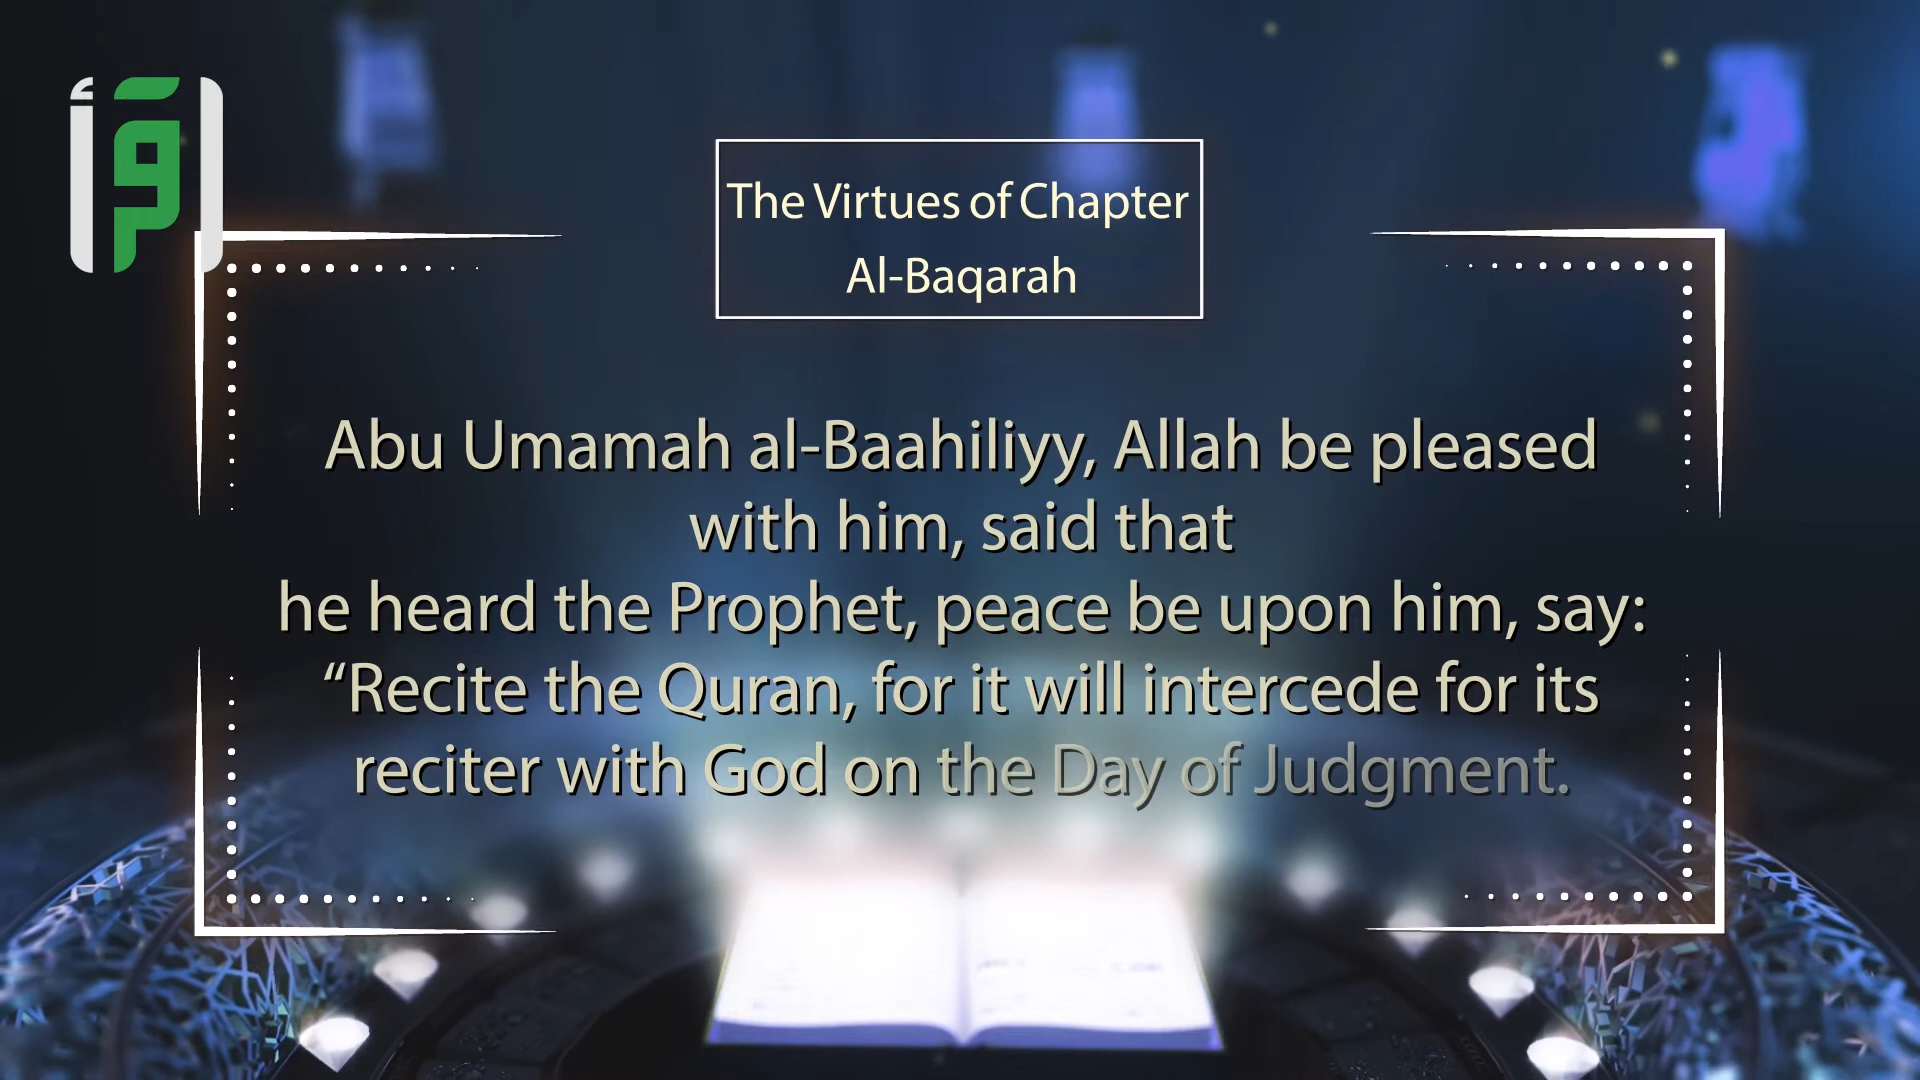 اقرأ
The Virtues of Chapter
Al-Baqarah
Abu Umamah al-Baahiliyy, Allah be pleased
with him, said that
he heard the Prophet, peace be upon him, say:
“Recite the Quran, for it will intercede for its
reciter with God on the Day of Judgment.